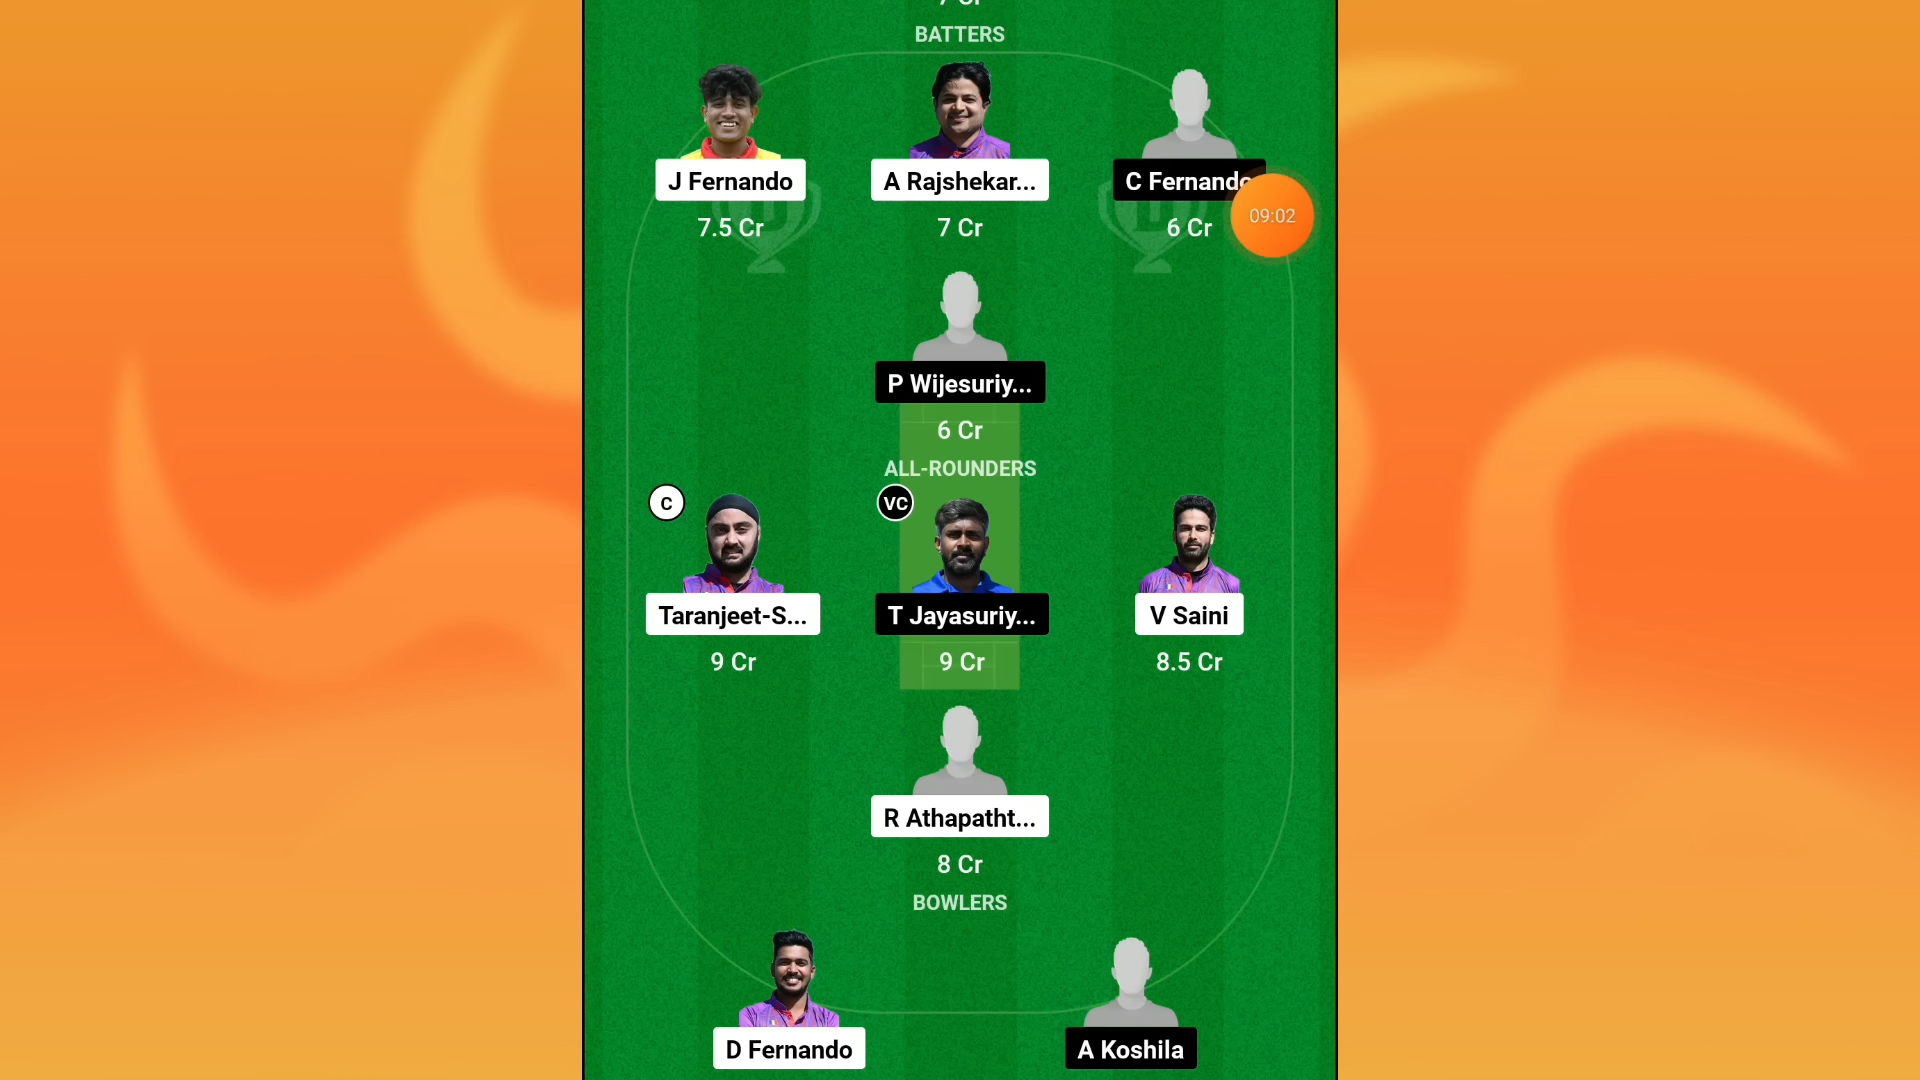 BATTERS
J Fernando
A Rajshekar...
C Fernando
7.5 Cr
7 Cr
6 Cr
09:02
P Wijesuriy...
6 Cr
ALL-ROUNDERS
C
VC
Taranjeet-S...
T Jayasuriy...
V Saini
9 Cr
9 Cr
8.5 Cr
R Athapatht...
8 Cr
BOWLERS
D Fernando
A Koshila